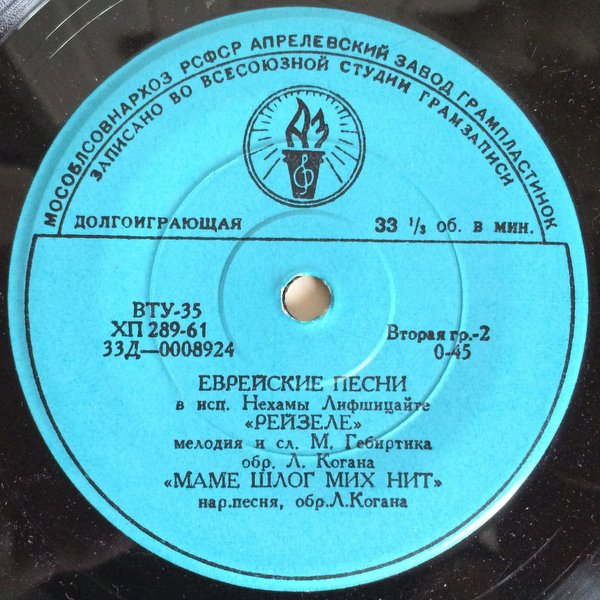 МОСОБЛСОВНАРХОЗ РСФСР АПРЕЛЕВСКИЙ ЗАВОД ГРАМПЛАСТИНОК
ЗАПИСАНО ВО ВСЕСОЮЗНОЙ СТУДИИ ГРАМЗАПИСИ
АЗ
ДОЛГОИГРАЮЩАЯ 33 1/3 об. в мин.
ВТУ-35
ХП 289-61
33Д—0008924
Вторая гр.-2
0-45
ЕВРЕЙСКИЕ ПЕСНИ
в исп. Нехамы Лифшицайте
«РЕЙЗЕЛЕ»
мелодия и сл. М. Гебиртика
обр. Л. Когана
«МАМЕ ШЛОГ МИХ НИТ»
нар.песня, обр.Л.Когана